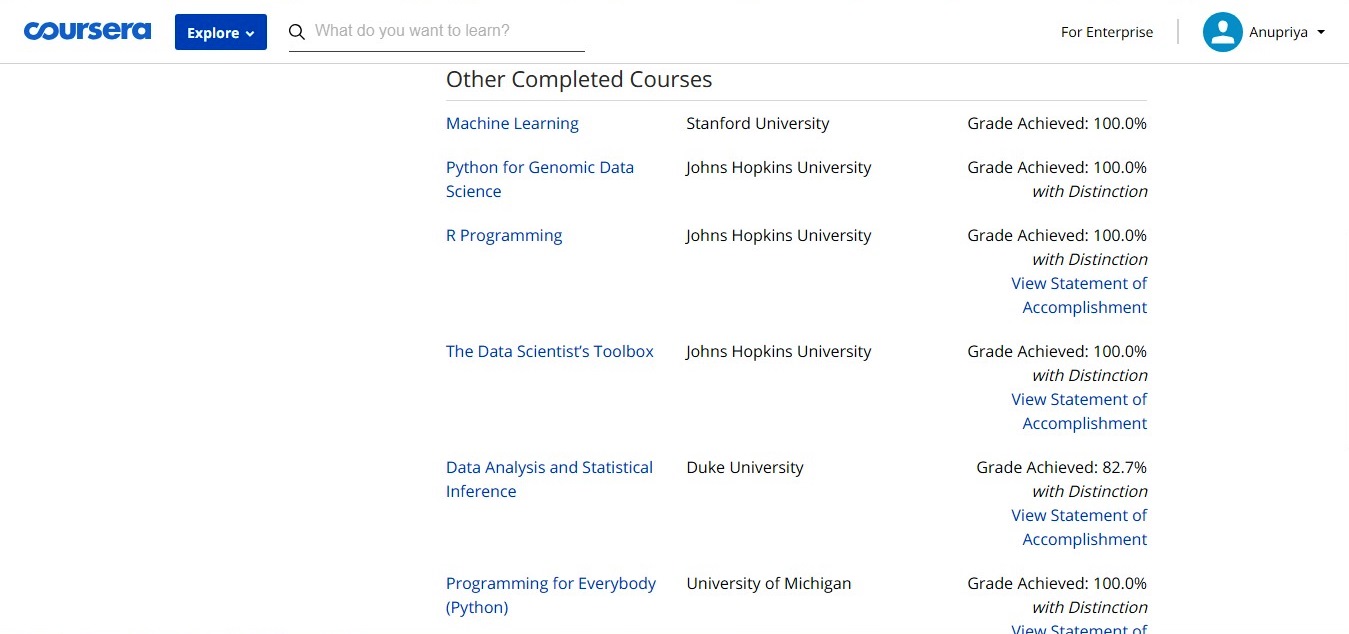 coursera Explore What do you want to learn? For Enterprise Anupriya
Other Completed Courses
Machine Learning Stanford University Grade Achieved: 100.0%
Python for Genomic Data Johns Hopkins University Grade Achieved: 100.0%
Science with Distinction
R Programming Johns Hopkins University Grade Achieved: 100.0%
with Distinction
View Statement of
Accomplishment
The Data Scientist’s Toolbox Johns Hopkins University Grade Achieved: 100.0%
with Distinction
View Statement of
Accomplishment
Data Analysis and Statistical Duke University Grade Achieved: 82.7%
Inference with Distinction
View Statement of
Accomplishment
Programming for Everybody University of Michigan Grade Achieved: 100.0%
(Python) with Distinction
View Statement of